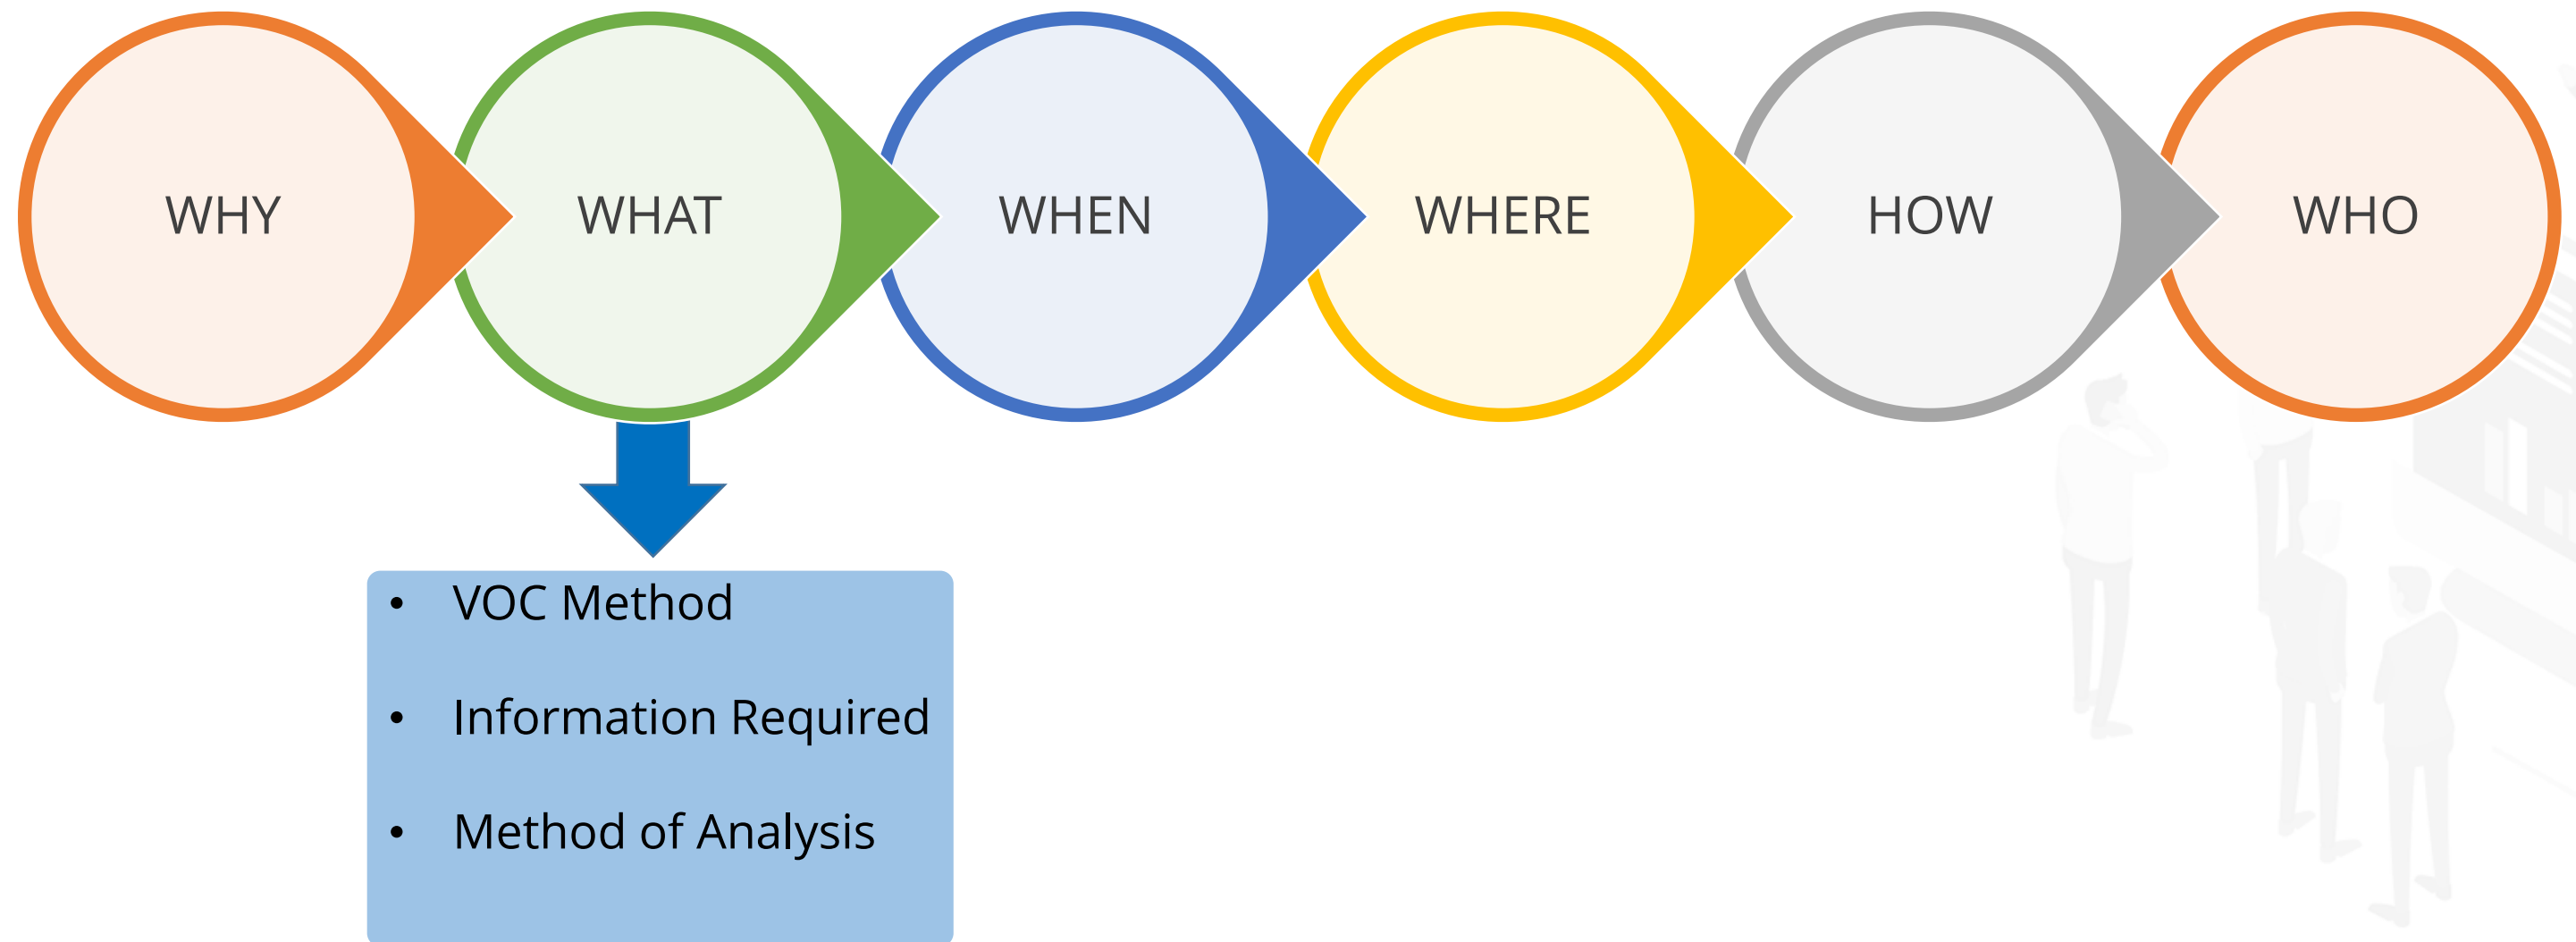 WHY
WHAT
WHEN
WHERE
HOW
WHO
• VOC Method
• Information Required
• Method of Analysis